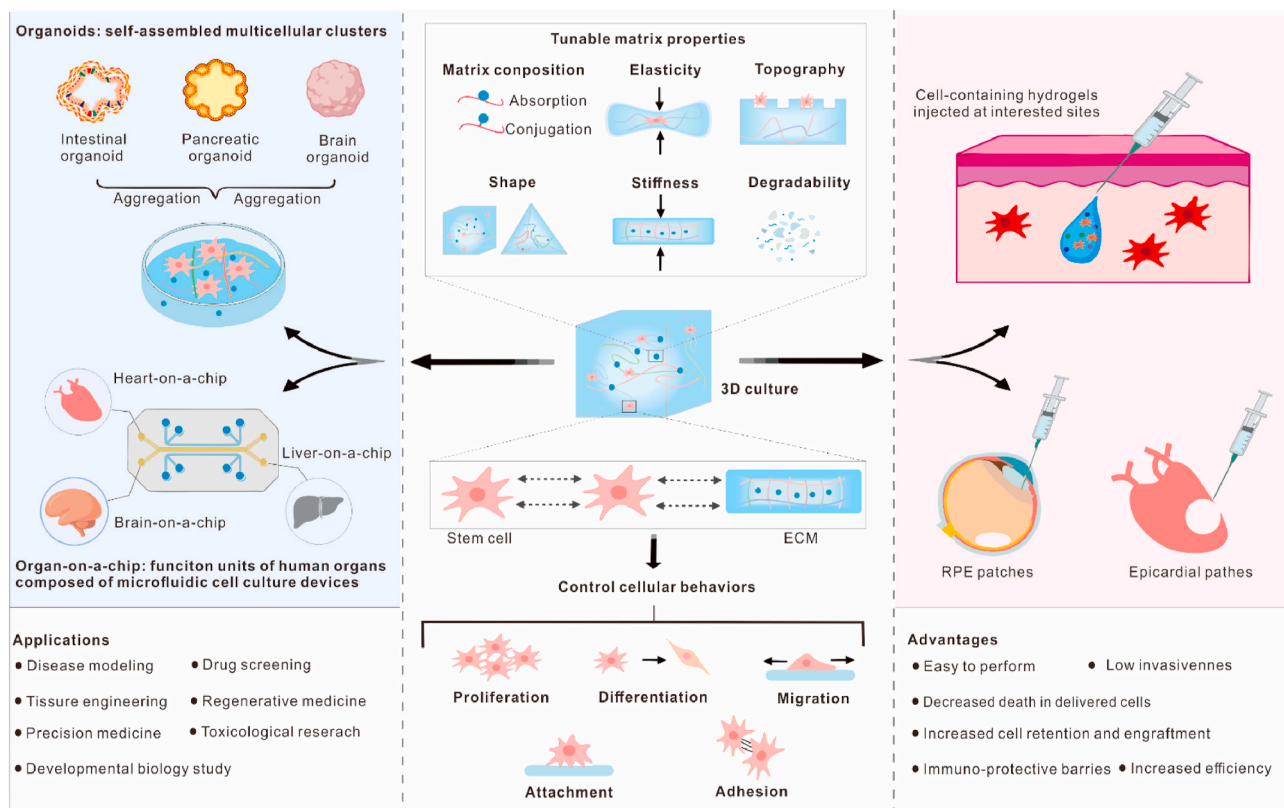 Organoids: self-assembled multicellular clusters
Intestinal
organoid
Pancreatic
organoid
Brain
organoid
Aggregation
Aggregation
Heart-on-a-chip
Liver-on-a-chip
Brain-on-a-chip
Organ-on-a-chip: funciton units of human organs
composed of microfluidic cell culture devices
Applications
• Disease modeling
• Drug screening
• Tissue engineering
• Regenerative medicine
• Precision medicine
• Toxicological reserach
• Developmental biology study
Tunable matrix properties
Matrix conposition
Absorption
Conjugation
Elasticity
Topography
Shape
Stiffness
Degradability
3D culture
Stem cell
ECM
Control cellular behaviors
Proliferation
Differentiation
Migration
Attachment
Adhesion
Cell-containing hydrogels
injected at interested sites
RPE patches
Epicardial pathes
Advantages
• Easy to perform
• Low invasivennes
• Decreased death in delivered cells
• Increased cell retention and engraftment
• Immuno-protective barries
• Increased efficiency